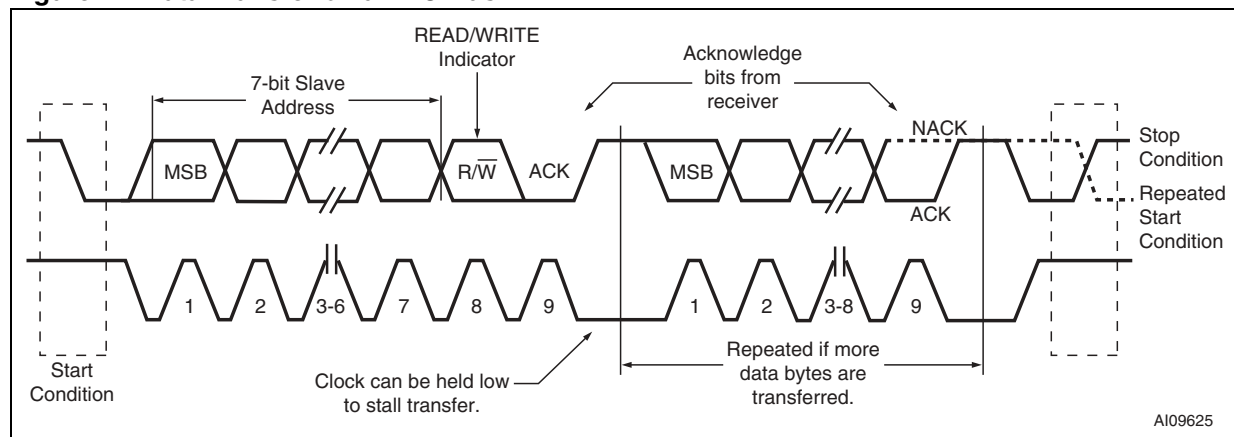 READ/WRITE
Indicator
7-bit Slave
Address
Acknowledge
bits from
receiver
MSB
R/W̅
ACK
MSB
NACK
ACK
Stop
Condition
Repeated
Start
Condition
1
2
3-6
7
8
9
1
2
3-8
9
Start
Condition
Clock can be held low
to stall transfer.
Repeated if more
data bytes are
transferred.
AI09625